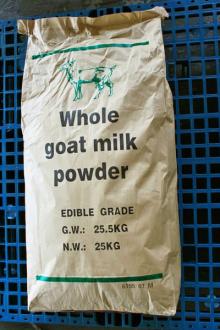 Whole
goat milk
powder
EDIBLE GRADE
G.W.: 25.5KG
N.W.: 25KG